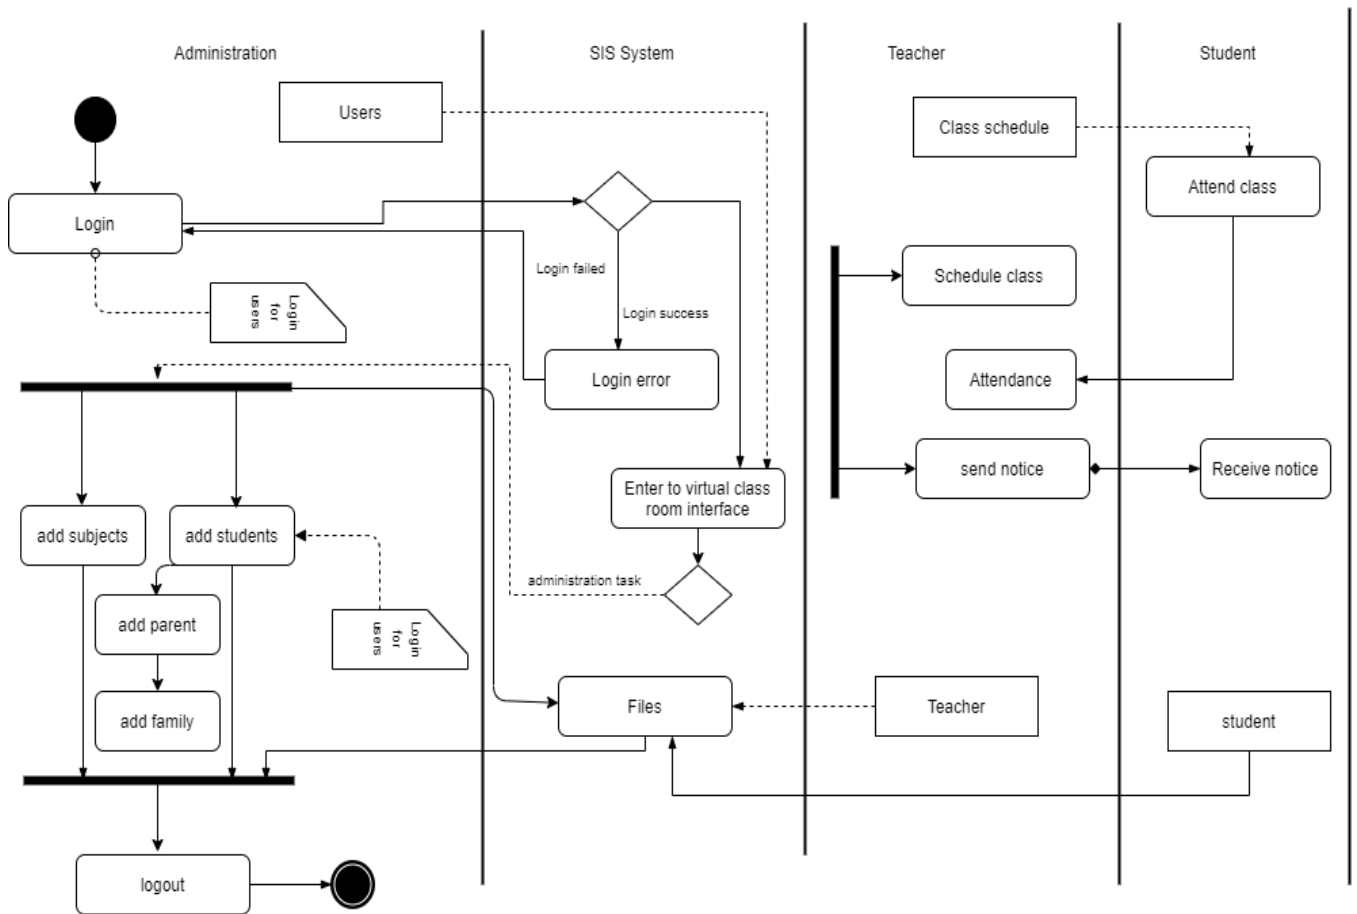 Administration
SIS System
Teacher
Student
Users
Class schedule
Attend class
Login
Login failed
Schedule class
Login
for
users
Login success
Login error
Attendance
send notice
Receive notice
Enter to virtual class
room interface
add subjects
add students
administration task
add parent
Login
for
users
Files
Teacher
student
add family
logout